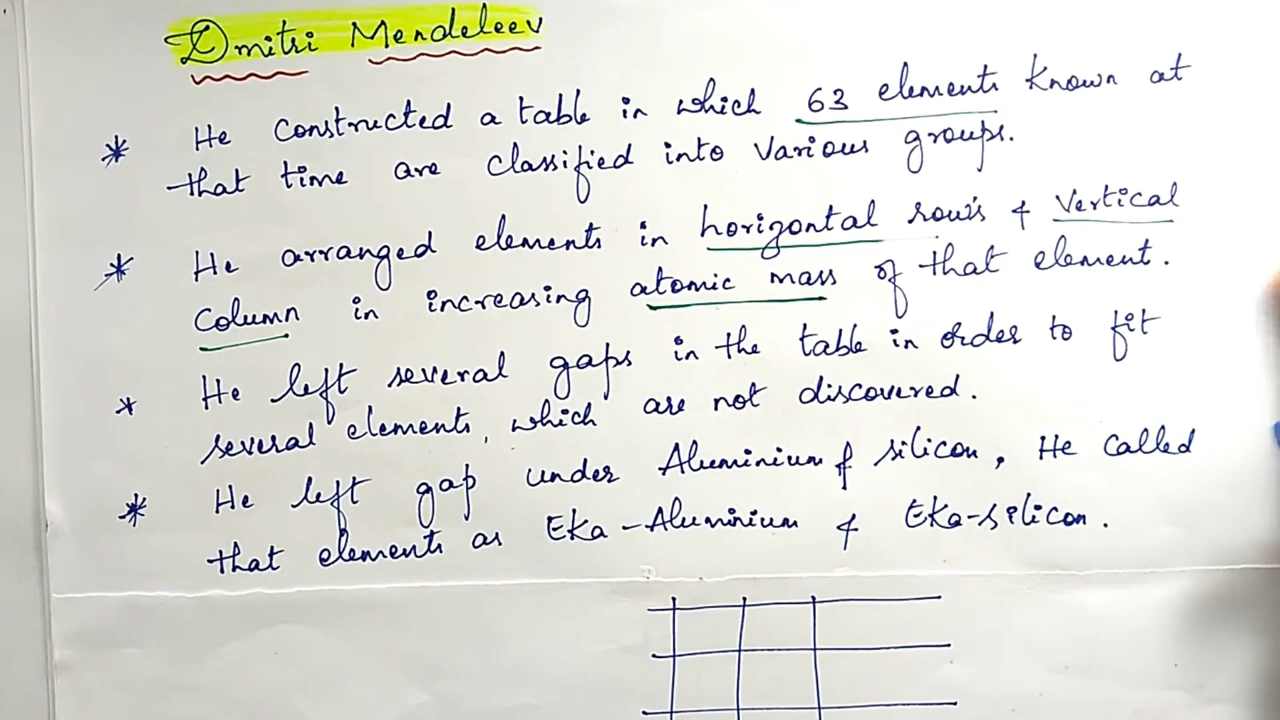 Dmitri Mendeleev
* He constructed a table in which 63 elements known at
that time are classified into various groups.
* He arranged elements in horizontal rows & vertical
column in increasing atomic mass of that element.
* He left several gaps in the table in order to fit
several elements, which are not discovered.
* He left gap under Aluminium & silicon, He called
that elements as Eka-Aluminium & Eka-silicon.